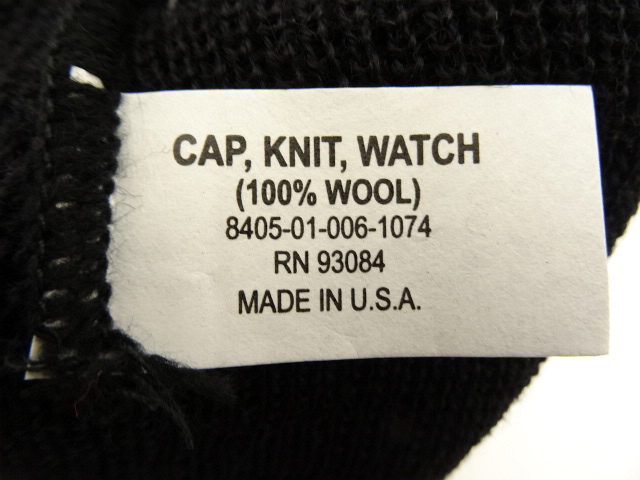 CAP, KNIT, WATCH
(100% WOOL)
8405-01-006-1074
RN 93084
MADE IN U.S.A.